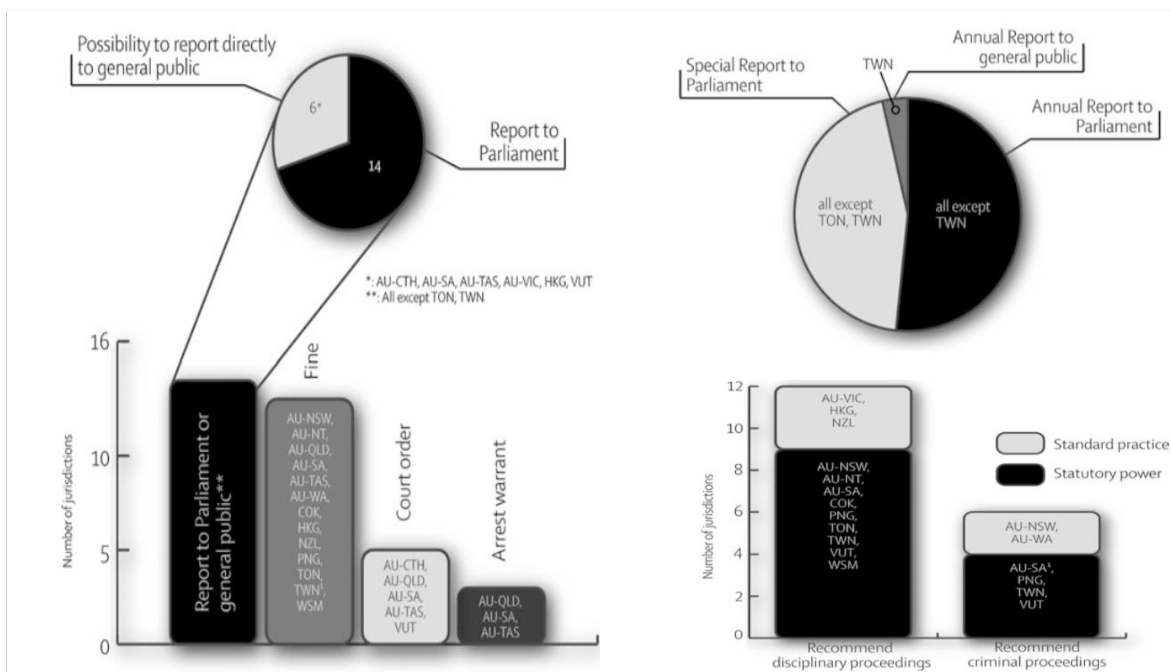 Possibility to report directly
to general public
6*
14
Report to
Parliament
*: AU-CTH, AU-SA, AU-TAS, AU-VIC, HKG, VUT
**: All except TON, TWN
Number of jurisdictions
16
10
5
0
Report to Parliament or
general public**
Fine
AU-NSW,
AU-NT,
AU-QLD,
AU-SA,
AU-TAS,
AU-WA,
COK,
HKG,
NZL,
PNG,
TON,
TWN¹,
WSM
Court order
AU-CTH,
AU-QLD,
AU-SA,
AU-TAS,
VUT
Arrest warrant
AU-QLD,
AU-SA,
AU-TAS
Special Report to
Parliament
TWN
Annual Report to
general public
Annual Report to
Parliament
all except
TON, TWN
all except
TWN
Number of jurisdictions
12
10
8
6
4
2
0
AU-VIC,
HKG,
NZL
AU-NSW,
AU-NT,
AU-SA,
COK,
PNG,
TON,
TWN,
VUT,
WSM
Recommend
disciplinary proceedings
AU-NSW,
AU-WA
AU-SA¹,
PNG,
TWN,
VUT
Recommend
criminal proceedings
Standard practice
Statutory power